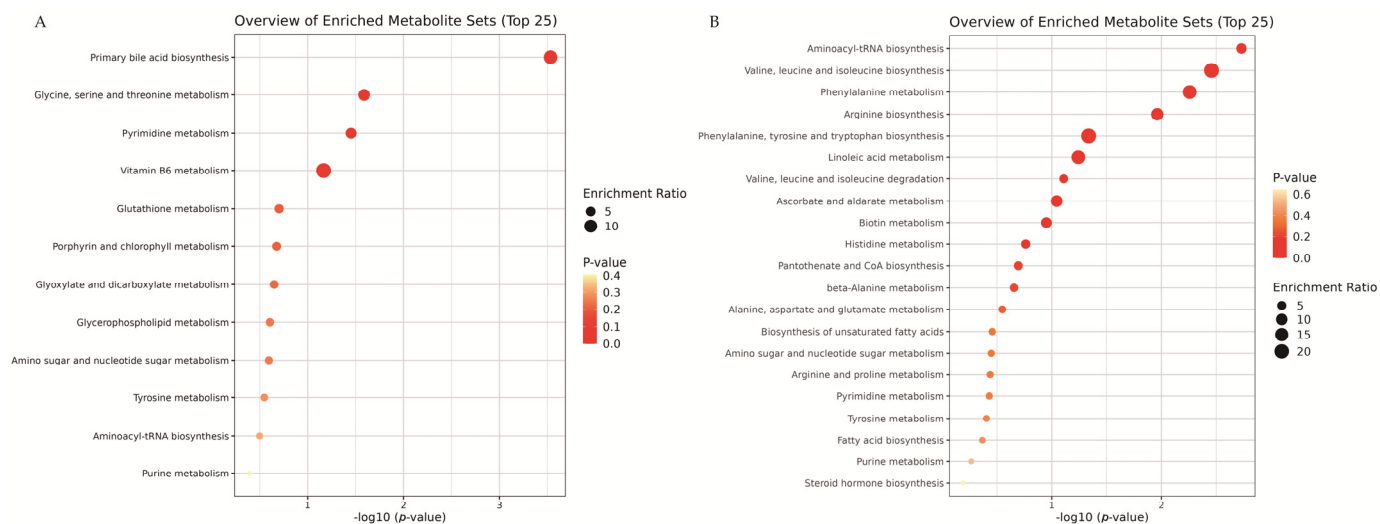 A
Overview of Enriched Metabolite Sets (Top 25)
Primary bile acid biosynthesis
Glycine, serine and threonine metabolism
Pyrimidine metabolism
Vitamin B6 metabolism
Glutathione metabolism
Porphyrin and chlorophyll metabolism
Glyoxylate and dicarboxylate metabolism
Glycerophospholipid metabolism
Amino sugar and nucleotide sugar metabolism
Tyrosine metabolism
Aminoacyl-tRNA biosynthesis
Purine metabolism
1
2
3
-log10 (p-value)
Enrichment Ratio
5
10
P-value
0.4
0.3
0.2
0.1
0.0
B
Overview of Enriched Metabolite Sets (Top 25)
Aminoacyl-tRNA biosynthesis
Valine, leucine and isoleucine biosynthesis
Phenylalanine metabolism
Arginine biosynthesis
Phenylalanine, tyrosine and tryptophan biosynthesis
Linoleic acid metabolism
Valine, leucine and isoleucine degradation
Ascorbate and aldarate metabolism
Biotin metabolism
Histidine metabolism
Pantothenate and CoA biosynthesis
beta-Alanine metabolism
Alanine, aspartate and glutamate metabolism
Biosynthesis of unsaturated fatty acids
Amino sugar and nucleotide sugar metabolism
Arginine and proline metabolism
Pyrimidine metabolism
Tyrosine metabolism
Fatty acid biosynthesis
Purine metabolism
Steroid hormone biosynthesis
1
2
-log10 (p-value)
P-value
0.6
0.4
0.2
0.0
Enrichment Ratio
5
10
15
20